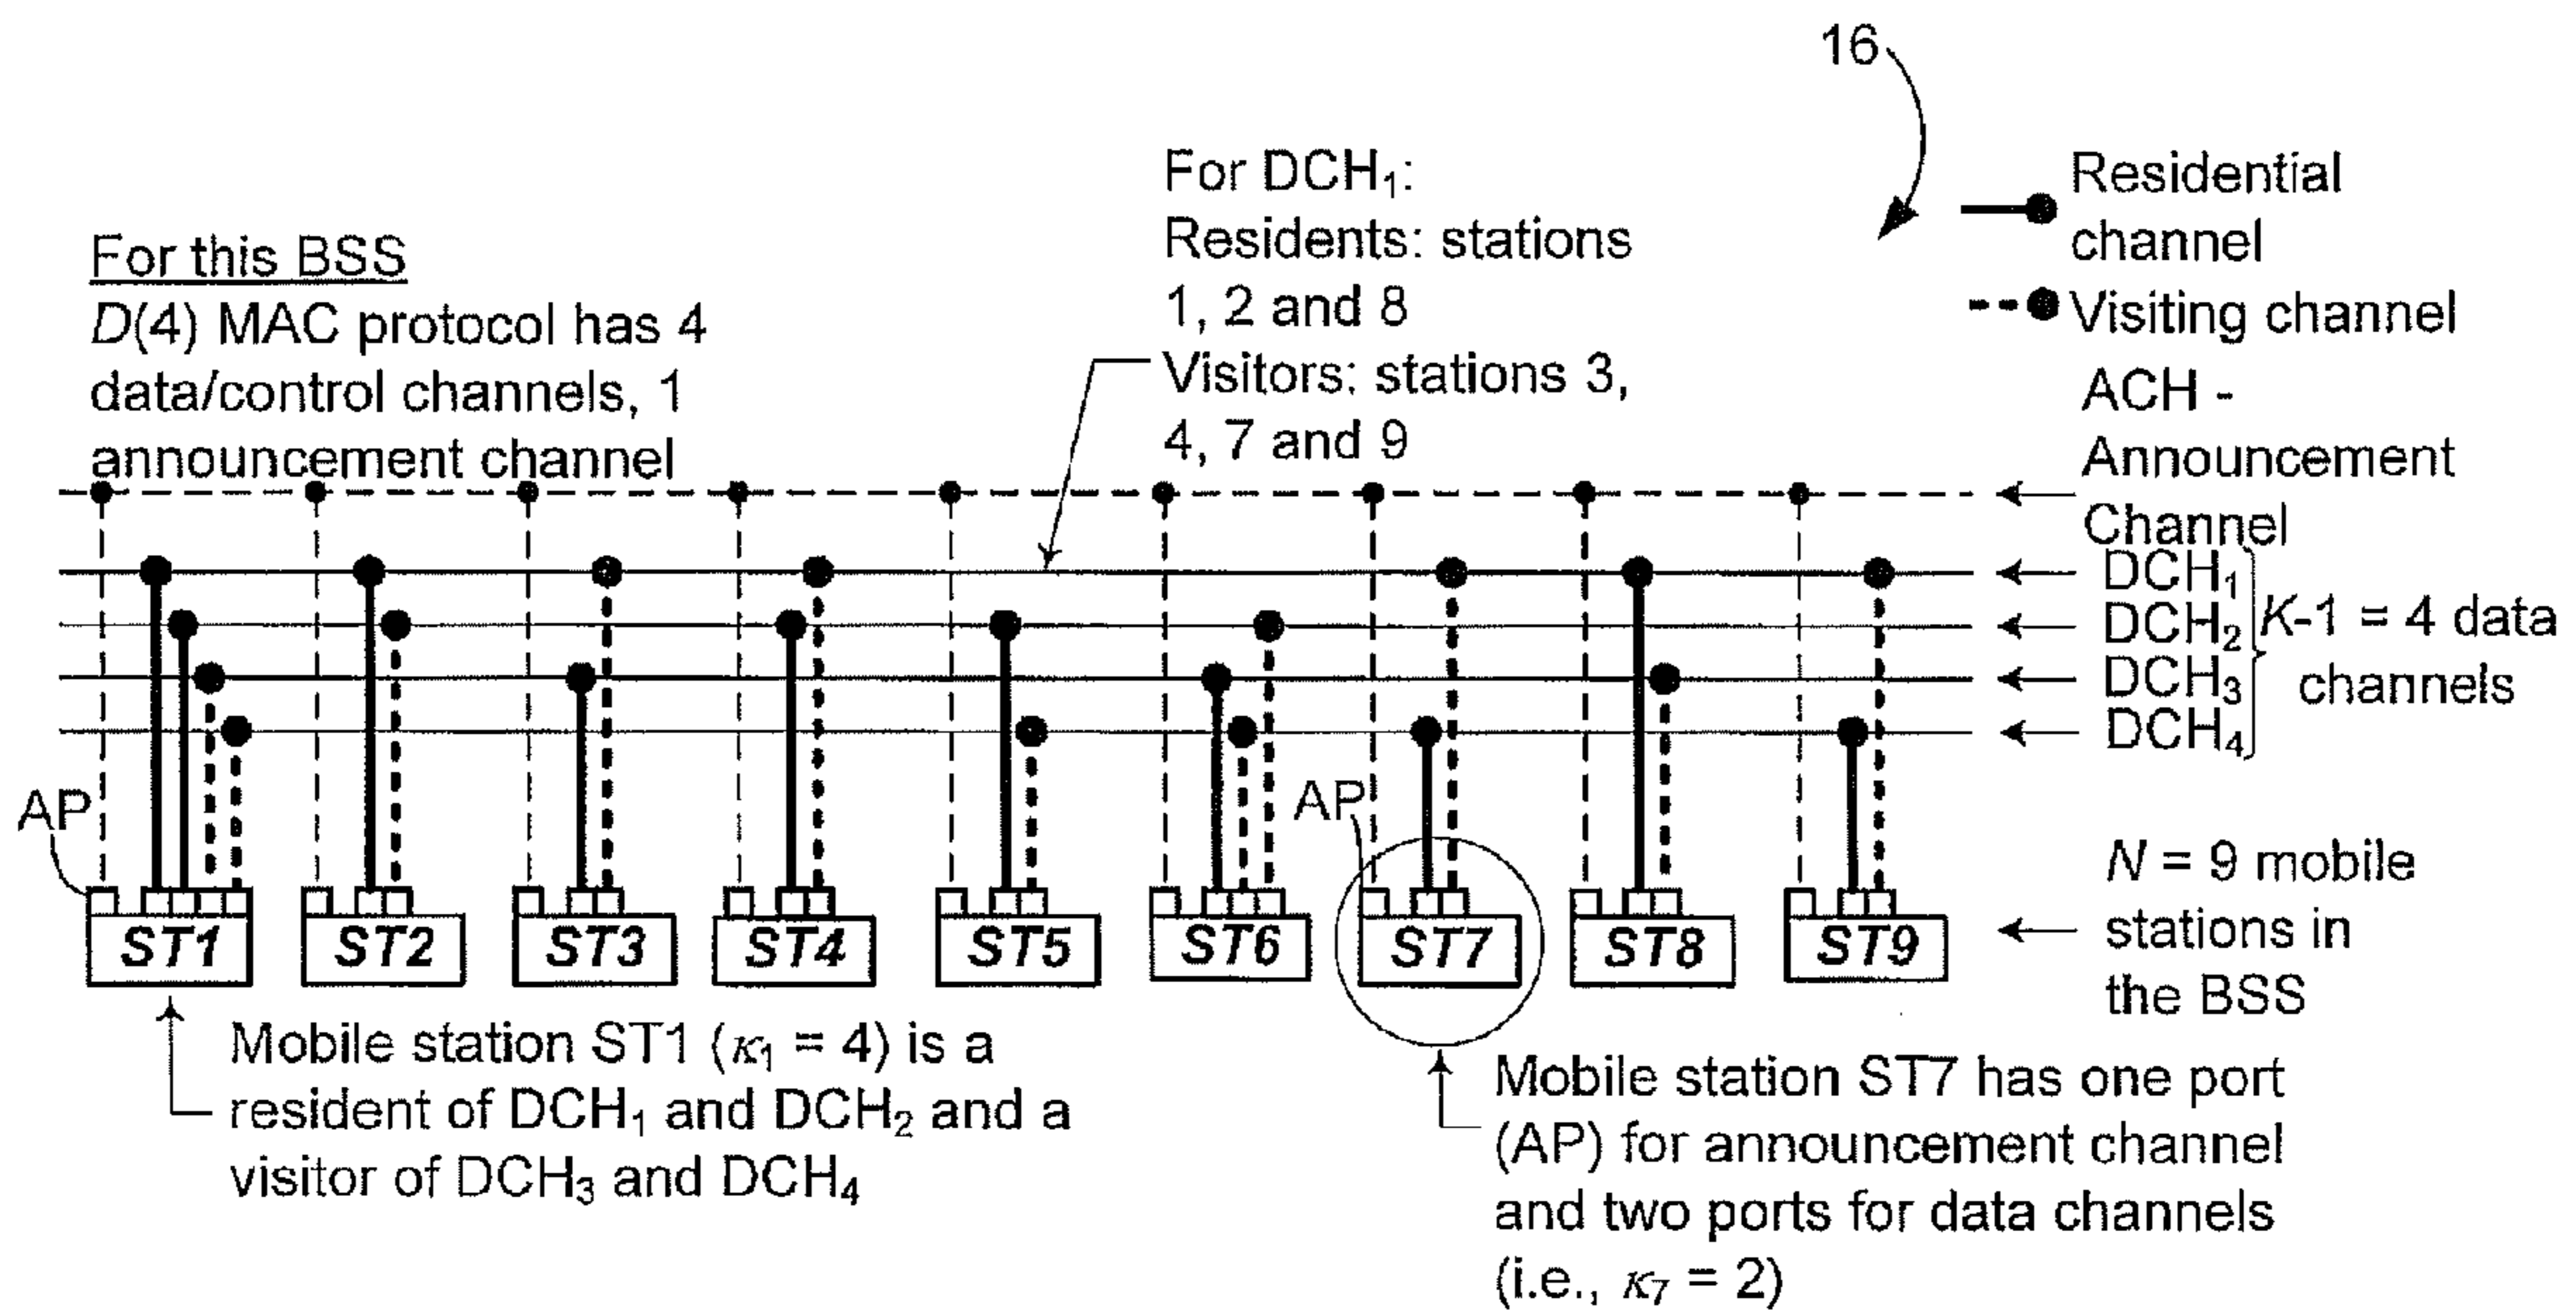 16
Residential
channel
Visiting channel
ACH -
Announcement
Channel
For this BSS
D(4) MAC protocol has 4
data/control channels, 1
announcement channel
For DCH₁:
Residents: stations
1, 2 and 8
Visitors: stations 3,
4, 7 and 9
DCH₁
DCH₂
DCH₃
DCH₄
K-1 = 4 data
channels
AP
AP
ST1
ST2
ST3
ST4
ST5
ST6
ST7
ST8
ST9
N = 9 mobile
stations in
the BSS
Mobile station ST1 (κ₁ = 4) is a
resident of DCH₁ and DCH₂ and a
visitor of DCH₃ and DCH₄
Mobile station ST7 has one port
(AP) for announcement channel
and two ports for data channels
(i.e., κ₇ = 2)